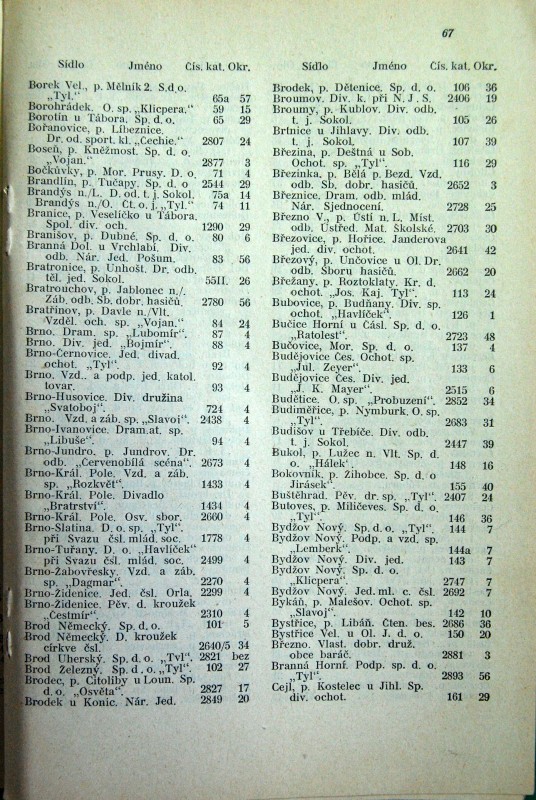 67
Sídlo Jméno Čís. kat. Okr.
Borek Vel., p. Mělník 2. S.d.o.
„Tyl.“ 65a 57
Borohrádek. O. sp. „Klicpera.“ 59 15
Borotín u Tábora. Sp. d. o. 65 29
Bořanovice, p. Líbeznice.
Dr. od. sport. kl. „Čechie.“ 2807 24
Boseň, p. Kněžmost. Sp. d. o.
„Vojan.“ 2877 3
Bočkůvky, p. Mor. Prusy. D. o. 71 4
Brandlín, p. Tučapy. Sp. d. o 2544 29
Brandýs n./L. D. od. t. j. Sokol. 75a 14
Brandýs n./O. Čt. o. j. „Tyl.“ 74 11
Branice, p. Veselíčko u Tábora.
Spol. div. och. 1290 29
Branišov, p. Dubné. Sp. d. o. 80 6
Branná Dol. u Vrchlabí. Div.
odb. Nár. Jed. Pošum. 83 56
Bratronice, p. Unhošť. Dr. odb.
těl. jed. Sokol. 55II. 26
Bratrouchov, p. Jablonec n./.
Záb. odb. Sb. dobr. hasičů. 2780 56
Bratřínov, p. Davle n./Vlt.
Vzděl. och. sp. „Vojan.“ 84 24
Brno. Dram. sp. „Lubomír“. 87 4
Brno. Div. jed. „Bojmír“. 88 4
Brno-Černovice. Jed. divad.
ochot. „Tyl“. 92 4
Brno. Vzd.. a podp. jed. katol.
tovar. 93 4
Brno-Husovice. Div. družina
„Svatoboj“. 724 4
Brno. Vzd. a záb. sp. „Slavoi“. 2438 4
Brno-Ivanovice. Dram.at. sp.
„Libuše“. 94 4
Brno-Jundro. p. Jundrov. Dr.
odb. „Červenobílá scéna“. 2673 4
Brno-Král. Pole. Vzd. a záb.
sp. „Rozkvět“. 1433 4
Brno-Král. Pole. Divadlo
„Bratrství“. 1434 4
Brno-Král. Pole. Osv. sbor. 2660 4
Brno-Slatina. D. o. sp. „Tyl“.
při Svazu čsl. mlád. soc. 1778 4
Brno-Tuřany. D. o. „Havlíček“
při Svazu čsl. mlád. soc. 2499 4
Brno-Žabovřesky. Vzd. a záb.
sp. „Dagmar“. 2270 4
Brno-Židenice. Jed. čsl. Orla. 2299 4
Brno-Židenice. Pěv. d. kroužek
„Čestmír“. 2310 4
Brod Německý. Sp. d. o. 101 5
Brod Německý. D. kroužek
církve čsl. 2640/5 34
Brod Uherský. Sp. d. o. „Tyl“. 2821 bez
Brod Železný. Sp. d. o. „Tyl“. 102 27
Brodec, p. Citoliby u Loun. Sp.
d. o. „Osvěta“. 2827 17
Brodek u Konic. Nár. Jed. 2849 20
Sídlo Jméno Čís. kat. Okr.
Brodek, p. Dětenice. Sp. d. o. 106 36
Broumov. Div. k. při N. J. S. 2406 19
Broumy, p. Kublov. Div. odb.
t. j. Sokol. 105 26
Brtnice u Jihlavy. Div. odb.
t. j. Sokol. 107 39
Březina, p. Deštná u Sob.
Ochot. sp. „Tyl“. 116 29
Březinka, p. Bělá p. Bezd. Vzd.
odb. Sb. dobr. hasičů. 2652 3
Březnice. Dram. odb. mlád.
Nár. Sjednocení. 2728 25
Březno V., p. Ústí n. L. Míst.
odb. Ústřed. Mat. Školské. 2703 30
Březovice, p. Hořice. Janderova
jed. div. ochot. 2641 42
Březový, p. Unčovice u Ol. Dr.
odb. Sboru hasičů. 2662 20
Břežany, p. Roztoklaty. Kr. d.
ochot. „Jos. Kaj. Tyl“. 113 24
Bubovice, p. Budňany. Div. sp.
ochot. „Havlíček“. 126 1
Bučice Horní u Čásl. Sp. d. o.
„Ratolest“. 2723 48
Bučovice, Mor. Sp. d. o. 137 4
Budějovice Čes. Ochot. sp.
„Jul. Zeyer“. 133 6
Budějovice Čes. Div. jed.
„J. K. Mayer“. 2515 6
Budětice. O. sp. „Probuzení“. 2852 34
Budiměřice, p. Nymburk. O. sp.
„Tyl“. 2683 31
Budišov u Třebíče. Div. odb.
t. j. Sokol. 2447 39
Bukol, p. Lužec n. Vlt. Sp. d.
o. „Hálek“. 148 16
Bokovník, p. Žihobce. Sp. d. o
Jirásek“. 155 40
Buštěhrad. Pěv. dr. sp. „Tyl“. 2407 24
Butoves, p. Miličeves. Sp. d. o.
„Tyl“. 146 36
Bydžov Nový. Sp. d. o. „Tyl“. 144 7
Bydžov Nový. Podp. a vzd. sp.
„Lemberk“. 144a 7
Bydžov Nový. Div. jed. 143 7
Bydžov Nový. Sp. d. o.
„Klicpera“. 2747 7
Bydžov Nový. Jed. ml. c. čsl. 2692 7
Bykáň, p. Malešov. Ochot. sp.
„Slavoj“. 142 10
Bystřice, p. Libáň. Čten. bes. 2686 36
Bystřice Vel. u Ol. J. d. o. 150 20
Březno. Vlast. dobr. druž.
obce baráč. 2881 3
Branná Horní. Podp. sp. d. o.
„Tyl“. 2893 56
Cejl, p. Kostelec u Jihl. Sp.
div. ochot. 161 29